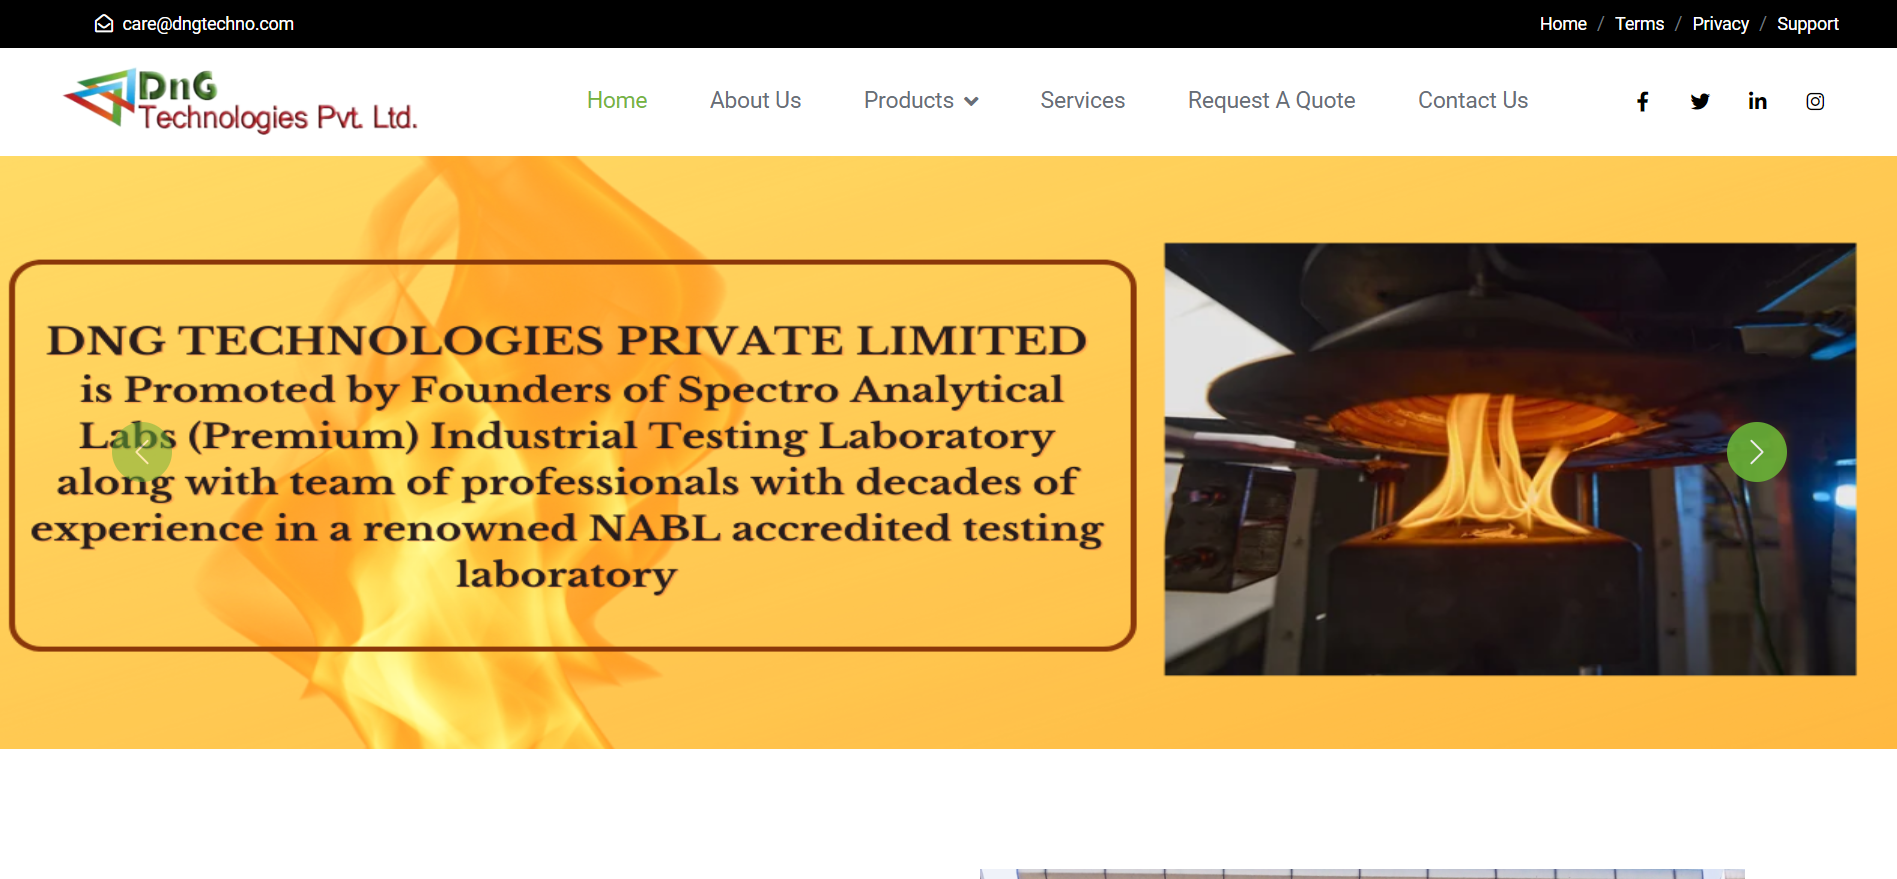 care@dngtechno.com
Home / Terms / Privacy / Support
DnG
Technologies Pvt. Ltd.
Home About Us Products Services Request A Quote Contact Us
DNG TECHNOLOGIES PRIVATE LIMITED
is Promoted by Founders of Spectro Analytical
Labs (Premium) Industrial Testing Laboratory
along with team of professionals with decades of
experience in a renowned NABL accredited testing
laboratory